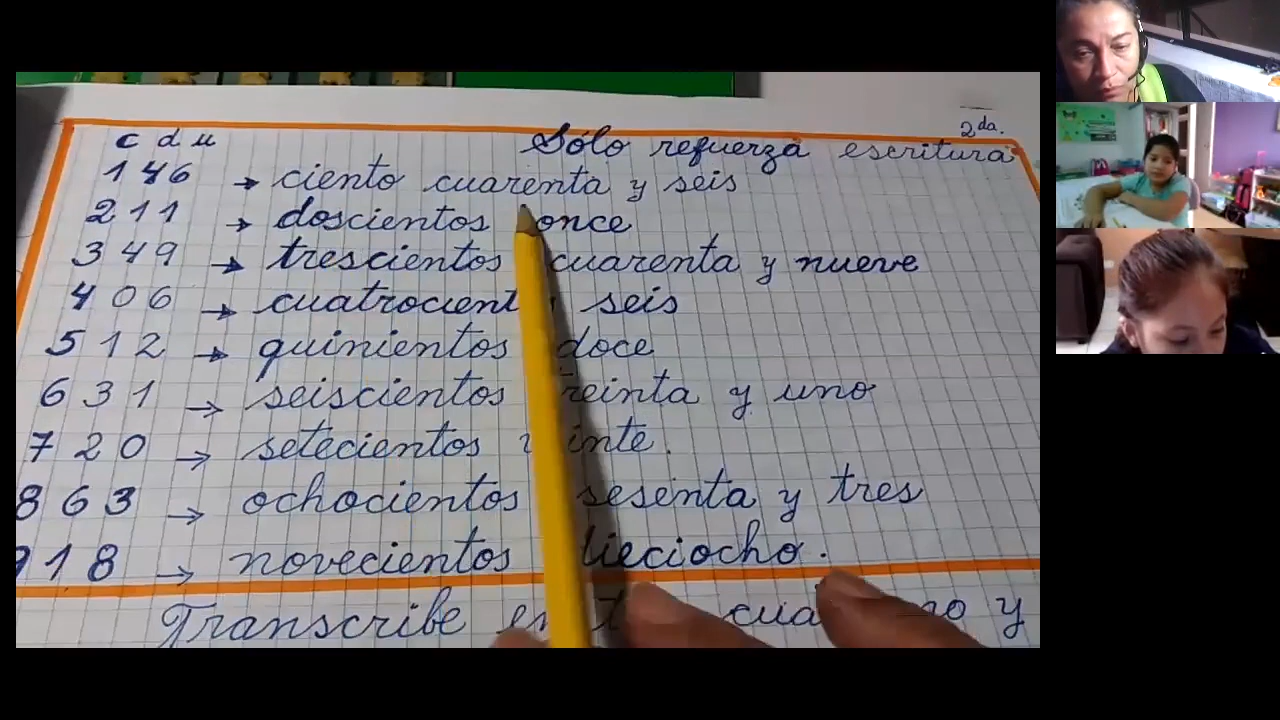 2da.
c d u Sólo refuerza escritura
146 → ciento cuarenta y seis
211 → doscientos once
349 → trescientos cuarenta y nueve
406 → seis
512 → quinientos doce
631 → seiscientos y uno
720 → setecientos
863 → ochocientos sesenta y tres
18 → novecientos
Transcribe y